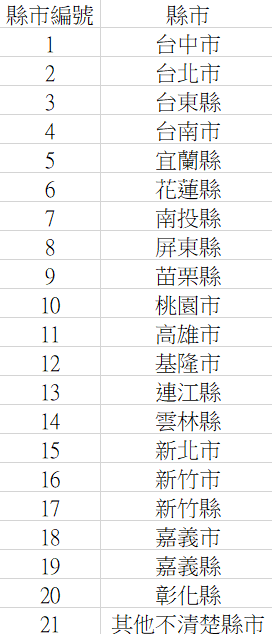 縣市編號 縣市
1 台中市
2 台北市
3 台東縣
4 台南市
5 宜蘭縣
6 花蓮縣
7 南投縣
8 屏東縣
9 苗栗縣
10 桃園市
11 高雄市
12 基隆市
13 連江縣
14 雲林縣
15 新北市
16 新竹市
17 新竹縣
18 嘉義市
19 嘉義縣
20 彰化縣
21 其他不清楚縣市